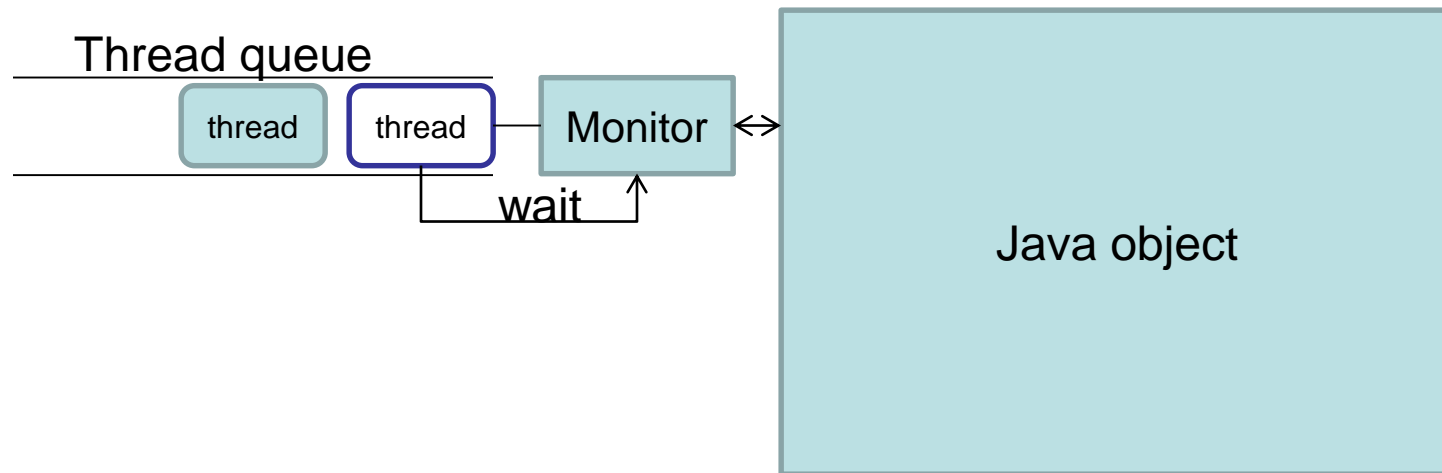 Thread queue
thread
thread
Monitor
wait
Java object